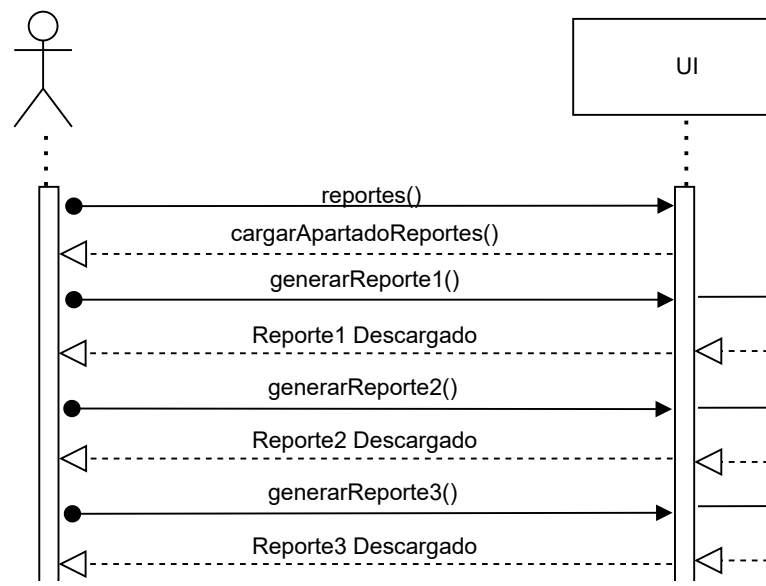 UI
reportes()
cargarApartadoReportes()
generarReporte1()
Reporte1 Descargado
generarReporte2()
Reporte2 Descargado
generarReporte3()
Reporte3 Descargado